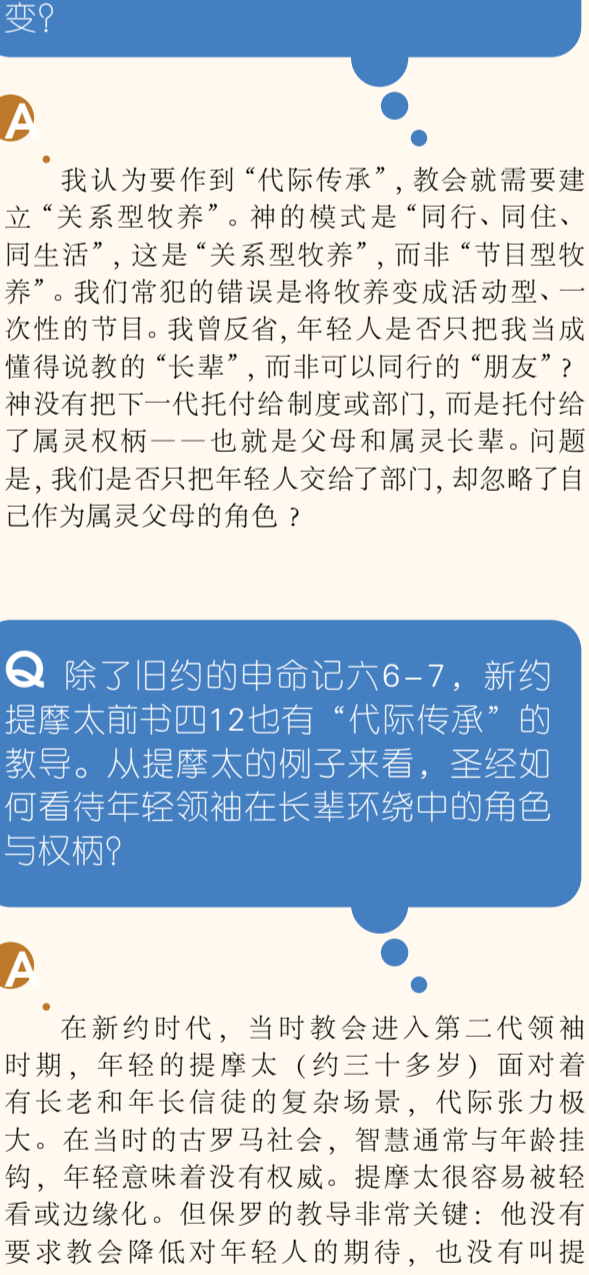 变？
A
我认为要作到“代际传承”，教会就需要建
立“关系型牧养”。神的模式是“同行、同住、
同生活”，这是“关系型牧养”，而非“节目型牧
养”。我们常犯的错误是将牧养变成活动型、一
次性的节目。我曾反省，年轻人是否只把我当成
懂得说教的“长辈”，而非可以同行的“朋友”？
神没有把下一代托付给制度或部门，而是托付给
了属灵权柄——也就是父母和属灵长辈。问题
是，我们是否只把年轻人交给了部门，却忽略了自
己作为属灵父母的角色？
Q 除了旧约的申命记六6-7，新约
提摩太前书四12也有“代际传承”的
教导。从提摩太的例子来看，圣经如
何看待年轻领袖在长辈环绕中的角色
与权柄？
A
在新约时代，当时教会进入第二代领袖
时期，年轻的提摩太（约三十多岁）面对着
有长老和年长信徒的复杂场景，代际张力极
大。在当时的古罗马社会，智慧通常与年龄挂
钩，年轻意味着没有权威。提摩太很容易被轻
看或边缘化。但保罗的教导非常关键：他没有
要求教会降低对年轻人的期待，也没有叫提